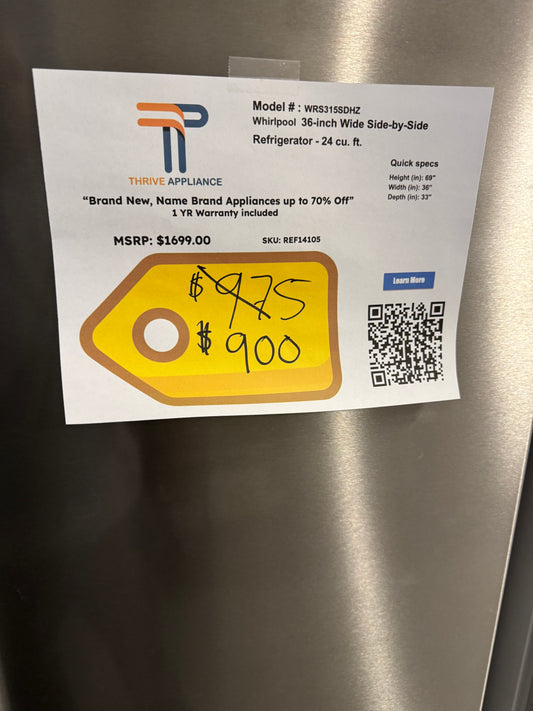 Model # : WRS315SDHZ
Whirlpool 36-inch Wide Side-by-Side
Refrigerator - 24 cu. ft.
THRIVE APPLIANCE
Quick specs
Height (in): 69"
Width (in): 36"
Depth (in): 33"
“Brand New, Name Brand Appliances up to 70% Off”
1 YR Warranty included
MSRP: $1699.00
SKU: REF14105
$975
$900
Learn More